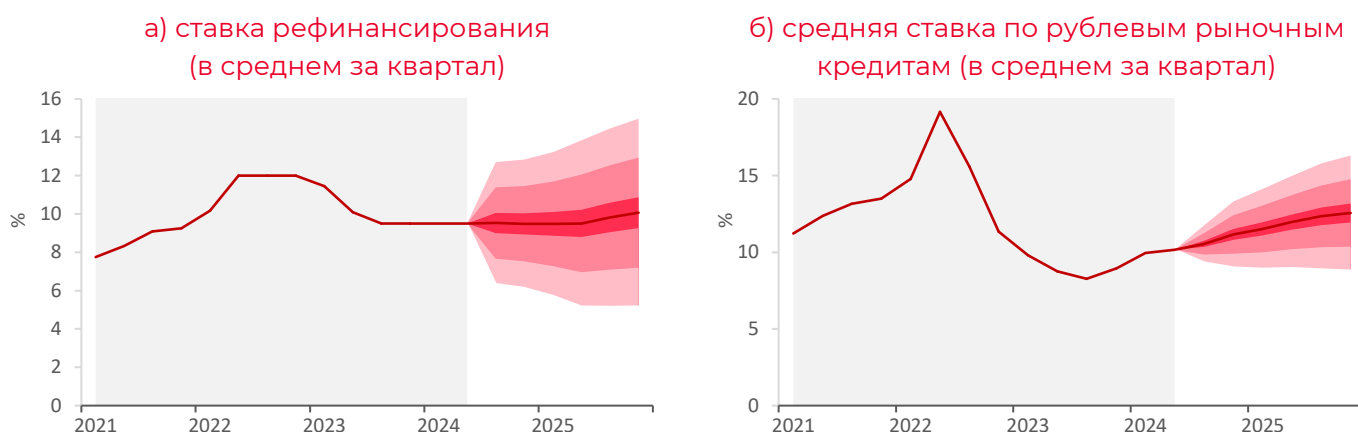 а) ставка рефинансирования
(в среднем за квартал)
%
16
14
12
10
8
6
4
2
0
2021 2022 2023 2024 2025
б) средняя ставка по рублевым рыночным
кредитам (в среднем за квартал)
%
20
15
10
5
0
2021 2022 2023 2024 2025